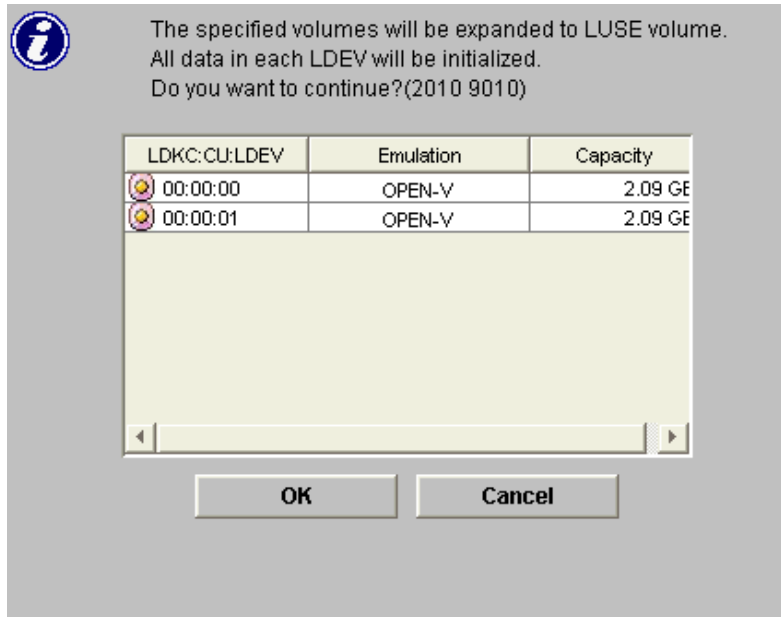 The specified volumes will be expanded to LUSE volume.
All data in each LDEV will be initialized.
Do you want to continue?(2010 9010)
LDKC:CU:LDEV Emulation Capacity
00:00:00 OPEN-V 2.09 GB
00:00:01 OPEN-V 2.09 GB
OK Cancel